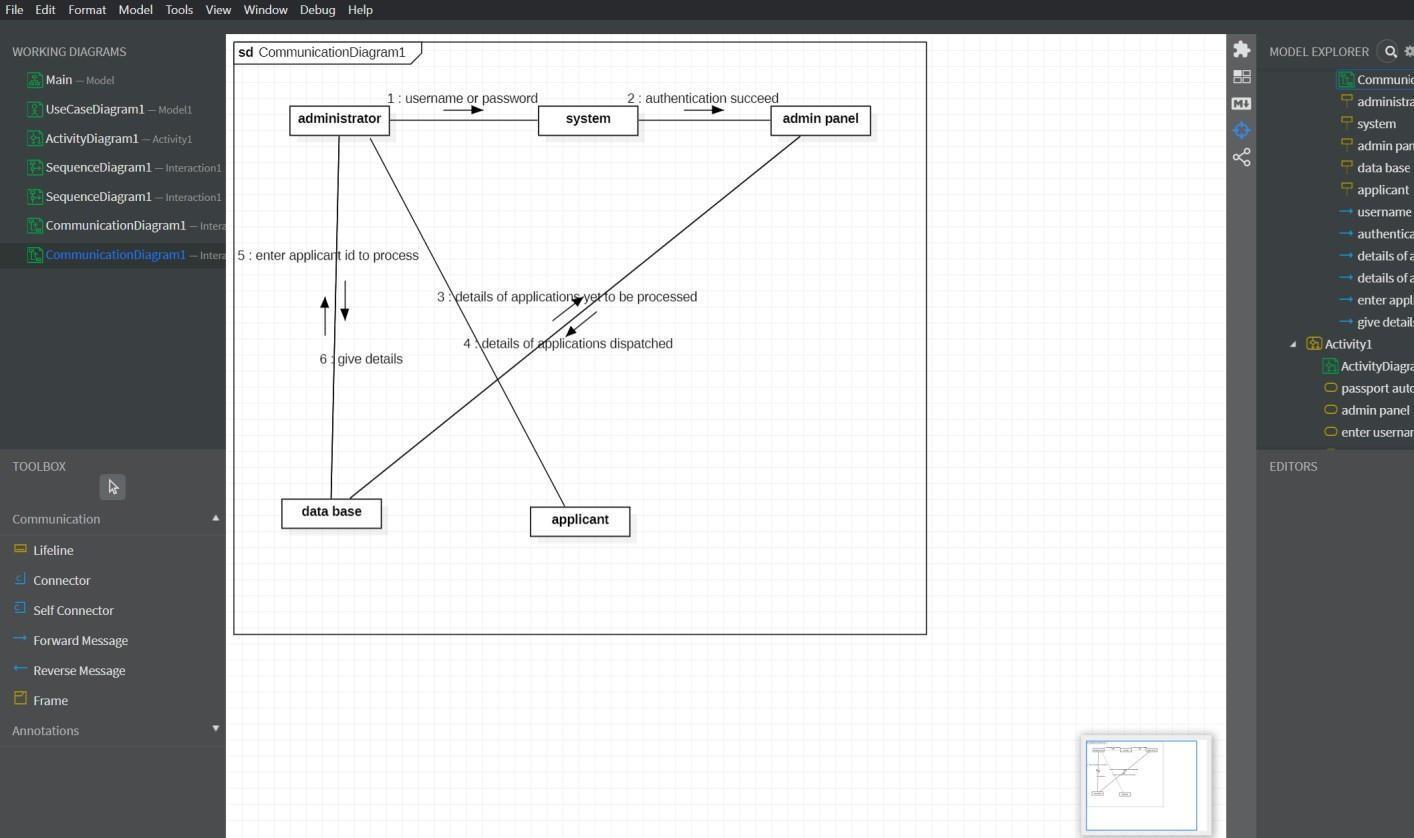 File Edit Format Model Tools View Window Debug Help
WORKING DIAGRAMS
Main — Model
UseCaseDiagram1 — Model1
ActivityDiagram1 — Activity1
SequenceDiagram1 — Interaction1
SequenceDiagram1 — Interaction1
CommunicationDiagram1 — Intera
CommunicationDiagram1 — Intera
TOOLBOX
Communication
Lifeline
Connector
Self Connector
Forward Message
Reverse Message
Frame
Annotations
sd CommunicationDiagram1
1 : username or password
2 : authentication succeed
administrator
system
admin panel
5 : enter applicant id to process
3 : details of applications yet to be processed
4 : details of applications dispatched
6 : give details
data base
applicant
M↓
MODEL EXPLORER
Communic
administra
system
admin pan
data base
applicant
username
authentica
details of a
details of a
enter appl
give details
Activity1
ActivityDiagra
passport auto
admin panel
enter usernan
EDITORS